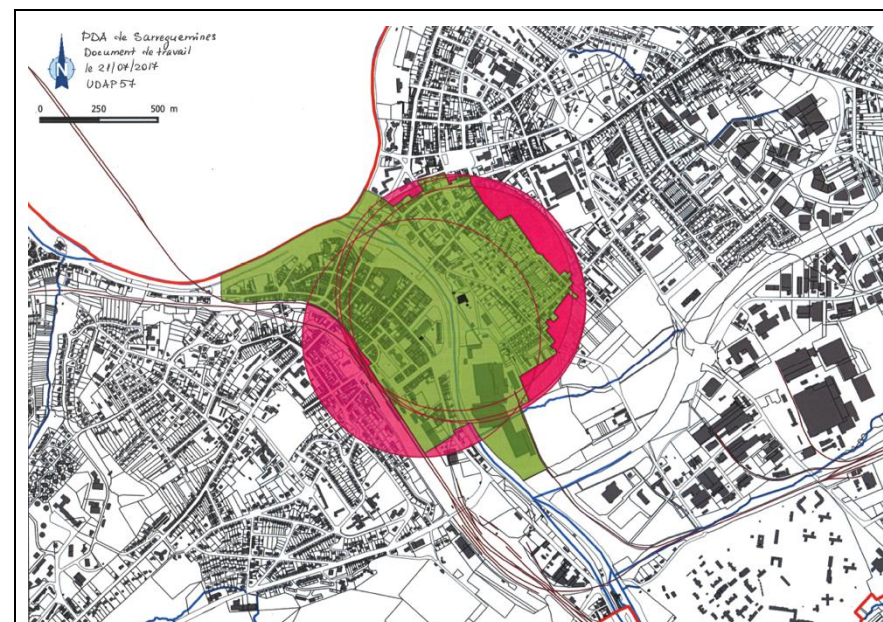 PDA de Sarreguemines
Document de travail
le 21/07/2017
UDAP 57
N
0 250 500 m